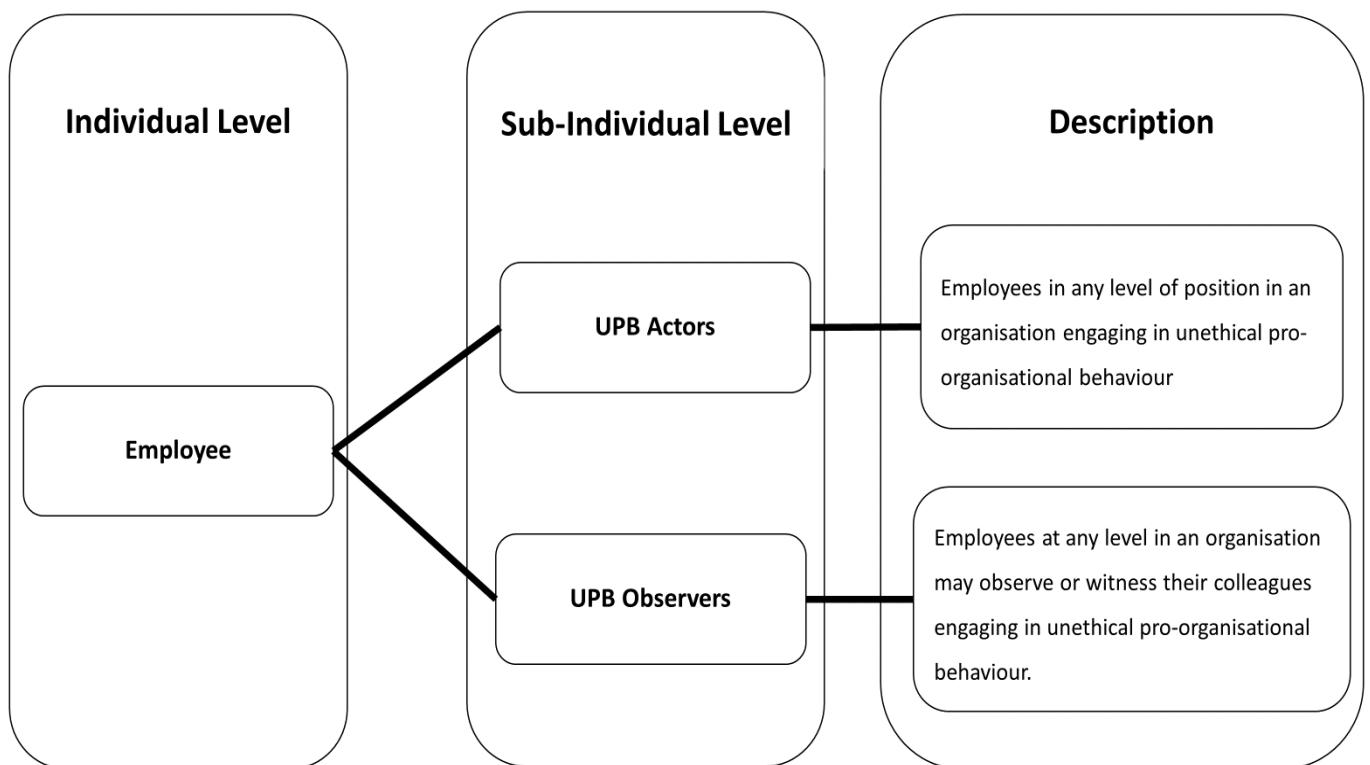 Individual Level
Sub-Individual Level
Description
Employee
UPB Actors
Employees in any level of position in an
organisation engaging in unethical pro-
organisational behaviour
UPB Observers
Employees at any level in an organisation
may observe or witness their colleagues
engaging in unethical pro-organisational
behaviour.